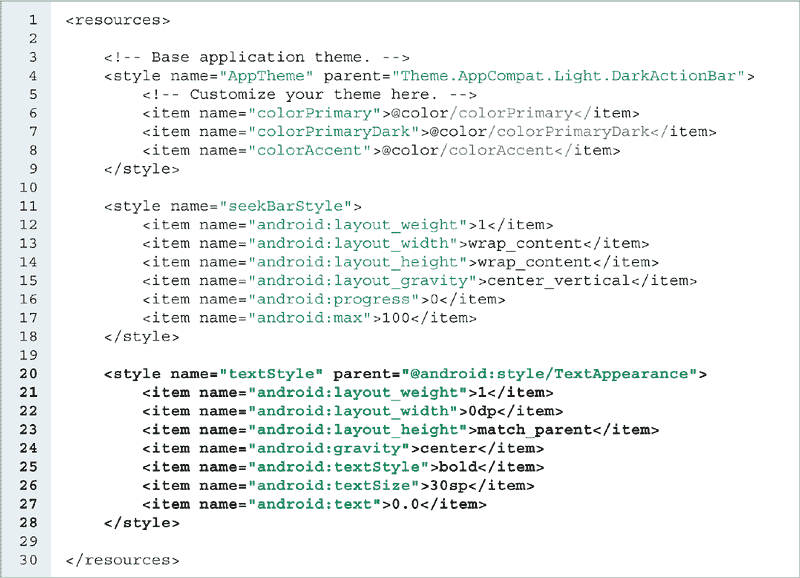 1 <resources>
2
3     <!-- Base application theme. -->
4     <style name="AppTheme" parent="Theme.AppCompat.Light.DarkActionBar">
5         <!-- Customize your theme here. -->
6         <item name="colorPrimary">@color/colorPrimary</item>
7         <item name="colorPrimaryDark">@color/colorPrimaryDark</item>
8         <item name="colorAccent">@color/colorAccent</item>
9     </style>
10
11     <style name="seekBarStyle">
12         <item name="android:layout_weight">1</item>
13         <item name="android:layout_width">wrap_content</item>
14         <item name="android:layout_height">wrap_content</item>
15         <item name="android:layout_gravity">center_vertical</item>
16         <item name="android:progress">0</item>
17         <item name="android:max">100</item>
18     </style>
19
20     <style name="textStyle" parent="@android:style/TextAppearance">
21         <item name="android:layout_weight">1</item>
22         <item name="android:layout_width">0dp</item>
23         <item name="android:layout_height">match_parent</item>
24         <item name="android:gravity">center</item>
25         <item name="android:textStyle">bold</item>
26         <item name="android:textSize">30sp</item>
27         <item name="android:text">0.0</item>
28     </style>
29
30 </resources>